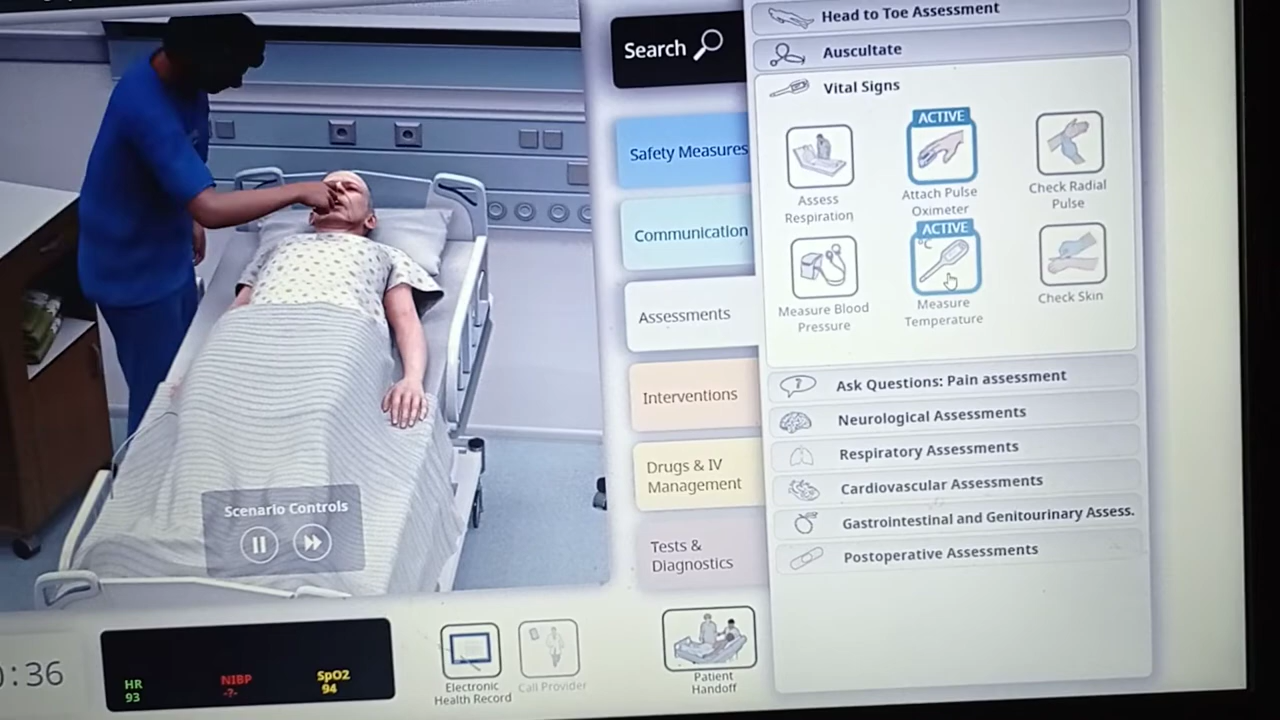 Search
Safety Measures
Communication
Assessments
Interventions
Drugs & IV
Management
Tests &
Diagnostics
Head to Toe Assessment
Auscultate
Vital Signs
Assess
Respiration
ACTIVE
Attach Pulse
Oximeter
Check Radial
Pulse
Measure Blood
Pressure
ACTIVE
°C
Measure
Temperature
Check Skin
Ask Questions: Pain assessment
Neurological Assessments
Respiratory Assessments
Cardiovascular Assessments
Gastrointestinal and Genitourinary Assess.
Postoperative Assessments
Scenario Controls
:36
HR
93
NIBP
-?-
SpO2
94
Electronic
Health Record
Call Provider
Patient
Handoff